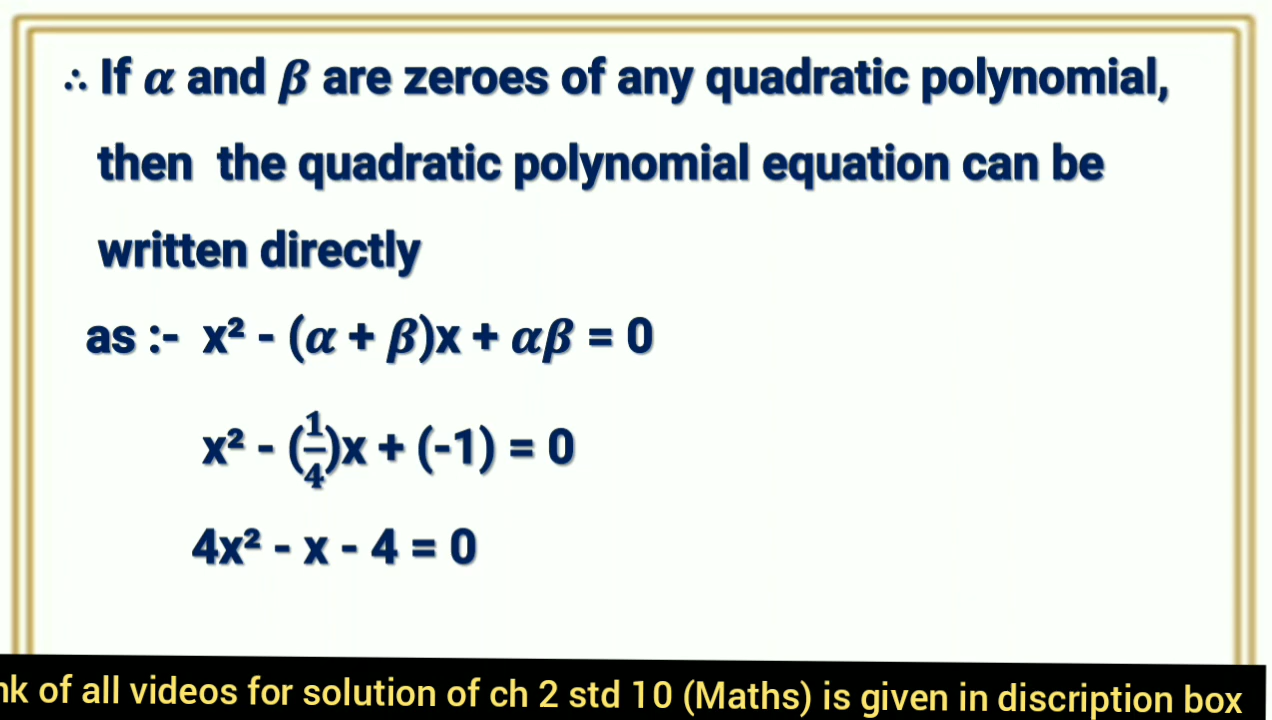 ∴ If α and β are zeroes of any quadratic polynomial,
then the quadratic polynomial equation can be
written directly
as :- x² - (α + β)x + αβ = 0
x² - (1/4)x + (-1) = 0
4x² - x - 4 = 0
of all videos for solution of ch 2 std 10 (Maths) is given in discription box